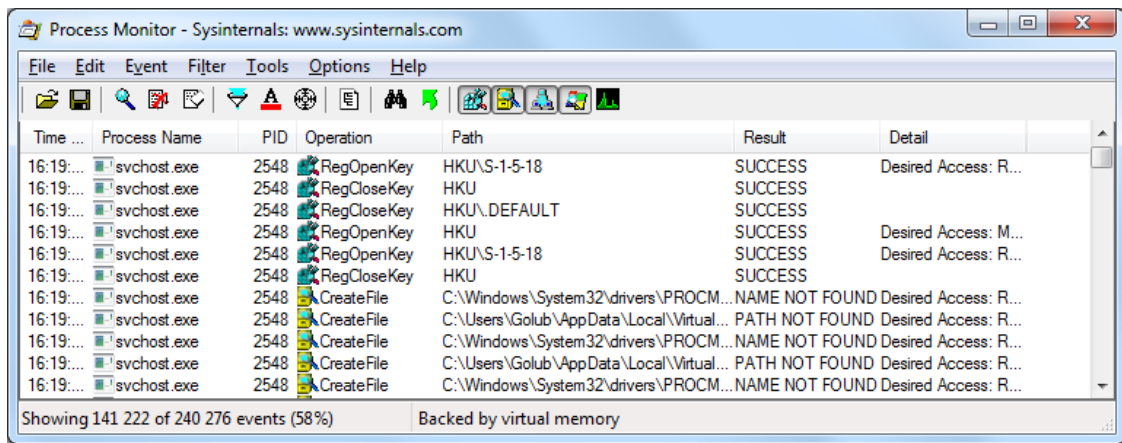 Process Monitor - Sysinternals: www.sysinternals.com
File Edit Event Filter Tools Options Help
Time ... Process Name PID Operation Path Result Detail
16:19:... svchost.exe 2548 RegOpenKey HKU\S-1-5-18 SUCCESS Desired Access: R...
16:19:... svchost.exe 2548 RegCloseKey HKU SUCCESS
16:19:... svchost.exe 2548 RegCloseKey HKU\.DEFAULT SUCCESS
16:19:... svchost.exe 2548 RegOpenKey HKU SUCCESS Desired Access: M...
16:19:... svchost.exe 2548 RegOpenKey HKU\S-1-5-18 SUCCESS Desired Access: R...
16:19:... svchost.exe 2548 RegCloseKey HKU SUCCESS
16:19:... svchost.exe 2548 CreateFile C:\Windows\System32\drivers\PROCM... NAME NOT FOUND Desired Access: R...
16:19:... svchost.exe 2548 CreateFile C:\Users\Golub\AppData\Local\Virtual... PATH NOT FOUND Desired Access: R...
16:19:... svchost.exe 2548 CreateFile C:\Windows\System32\drivers\PROCM... NAME NOT FOUND Desired Access: R...
16:19:... svchost.exe 2548 CreateFile C:\Users\Golub\AppData\Local\Virtual... PATH NOT FOUND Desired Access: R...
16:19:... svchost.exe 2548 CreateFile C:\Windows\System32\drivers\PROCM... NAME NOT FOUND Desired Access: R...
Showing 141 222 of 240 276 events (58%) Backed by virtual memory